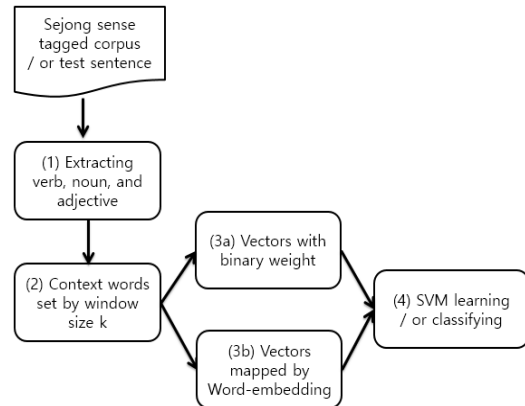 Sejong sense
tagged corpus
/ or test sentence
(1) Extracting
verb, noun, and
adjective
(2) Context words
set by window
size k
(3a) Vectors with
binary weight
(3b) Vectors
mapped by
Word-embedding
(4) SVM learning
/ or classifying